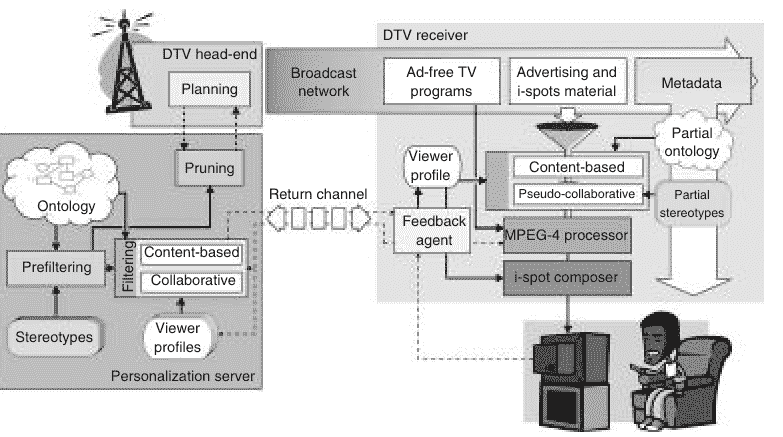 DTV receiver
DTV head-end
Planning
Broadcast
network
Ad-free TV
programs
Advertising and
i-spots material
Metadata
Pruning
Ontology
Prefiltering
Filtering
Content-based
Collaborative
Stereotypes
Viewer
profiles
Personalization server
Return channel
Viewer
profile
Feedback
agent
Content-based
Pseudo-collaborative
Partial
ontology
Partial
stereotypes
MPEG-4 processor
i-spot composer